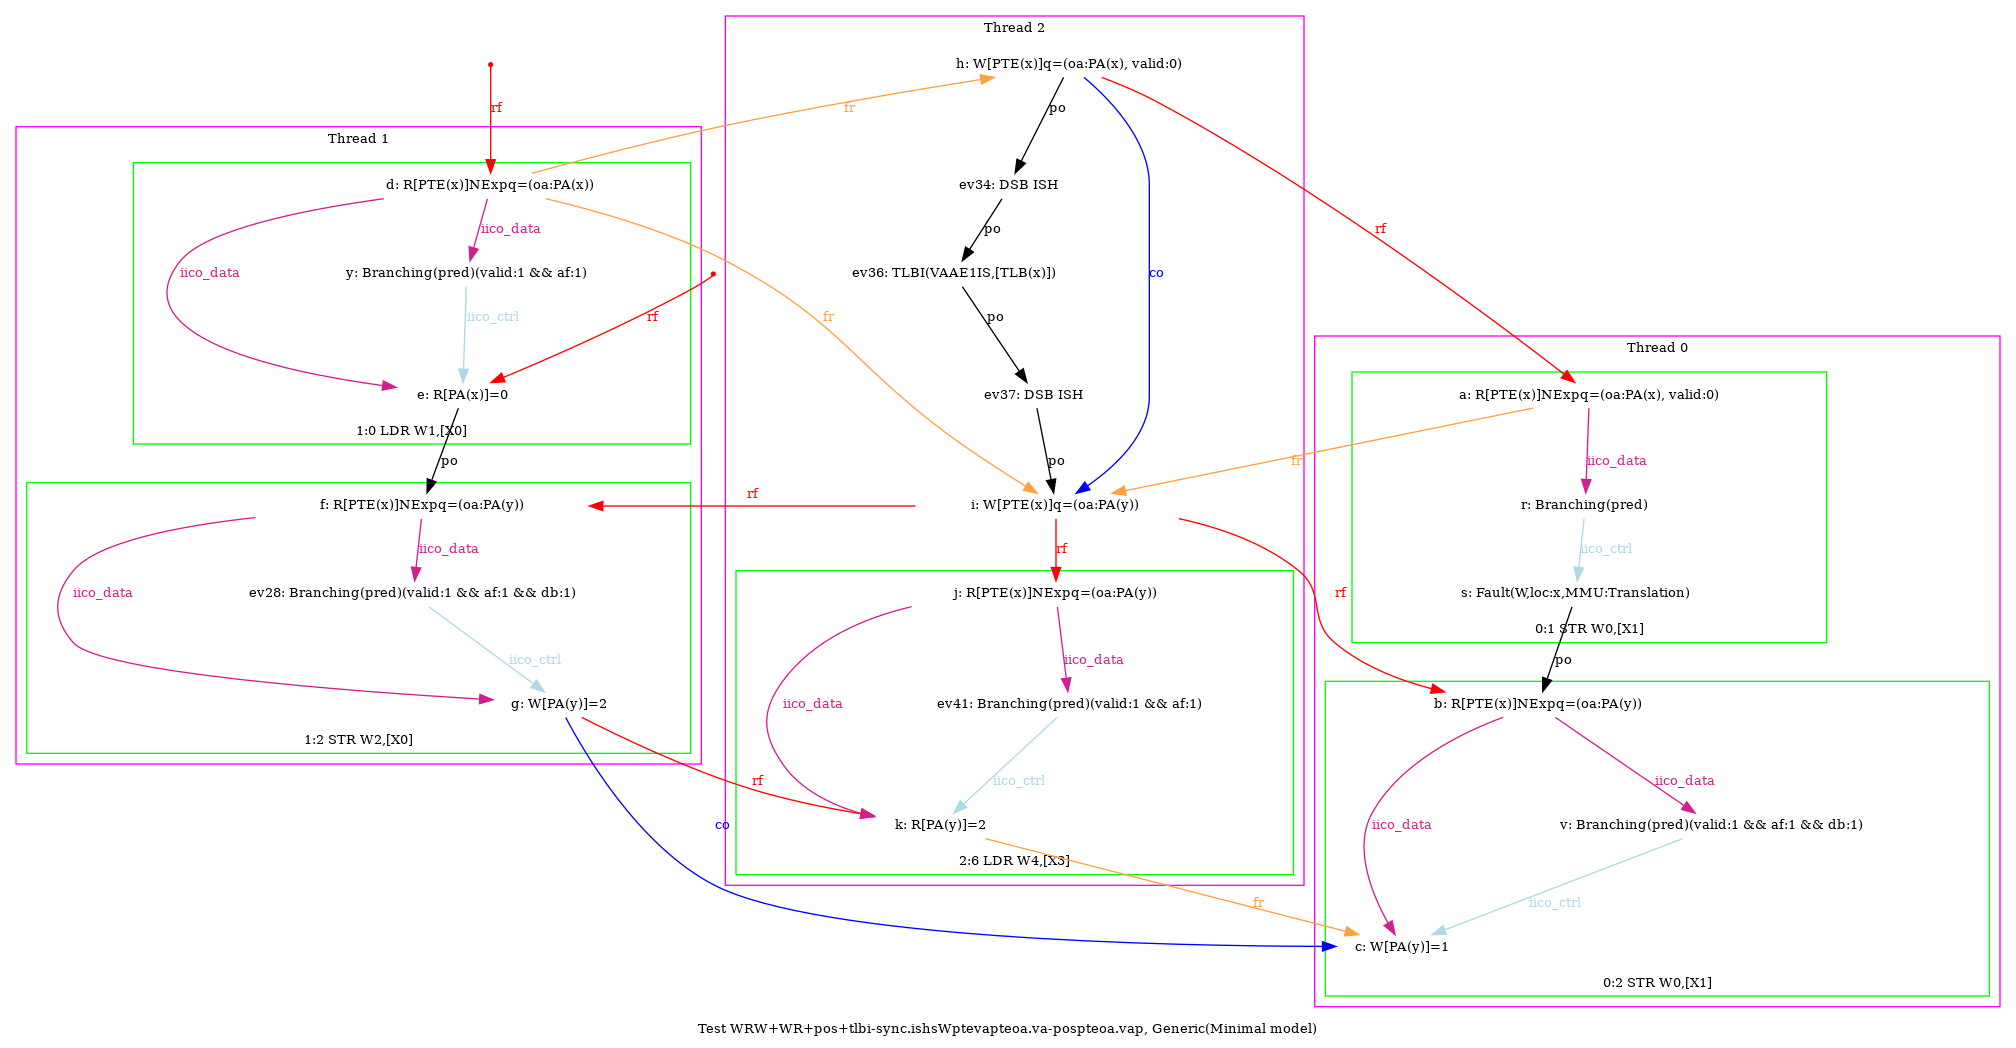 Thread 2
h: W[PTE(x)]q=(oa:PA(x), valid:0)
rf
fr
po
Thread 1
d: R[PTE(x)]NExpq=(oa:PA(x))
ev34: DSB ISH
iico_data
po
rf
iico_data
y: Branching(pred)(valid:1 && af:1)
ev36: TLBI(VAAE1IS,[TLB(x)])
co
iico_ctrl
rf
fr
po
Thread 0
e: R[PA(x)]=0
ev37: DSB ISH
a: R[PTE(x)]NExpq=(oa:PA(x), valid:0)
1:0 LDR W1,[X0]
po
po
fr
iico_data
rf
f: R[PTE(x)]NExpq=(oa:PA(y))
i: W[PTE(x)]q=(oa:PA(y))
r: Branching(pred)
iico_data
rf
iico_ctrl
iico_data
ev28: Branching(pred)(valid:1 && af:1 && db:1)
j: R[PTE(x)]NExpq=(oa:PA(y))
rf
s: Fault(W,loc:x,MMU:Translation)
0:1 STR W0,[X1]
iico_ctrl
iico_data
po
g: W[PA(y)]=2
iico_data
ev41: Branching(pred)(valid:1 && af:1)
b: R[PTE(x)]NExpq=(oa:PA(y))
1:2 STR W2,[X0]
rf
iico_ctrl
iico_data
co
k: R[PA(y)]=2
iico_data
v: Branching(pred)(valid:1 && af:1 && db:1)
2:6 LDR W4,[X3]
fr
iico_ctrl
c: W[PA(y)]=1
0:2 STR W0,[X1]
Test WRW+WR+pos+tlbi-sync.ishsWptevapteoa.va-pospteoa.vap, Generic(Minimal model)